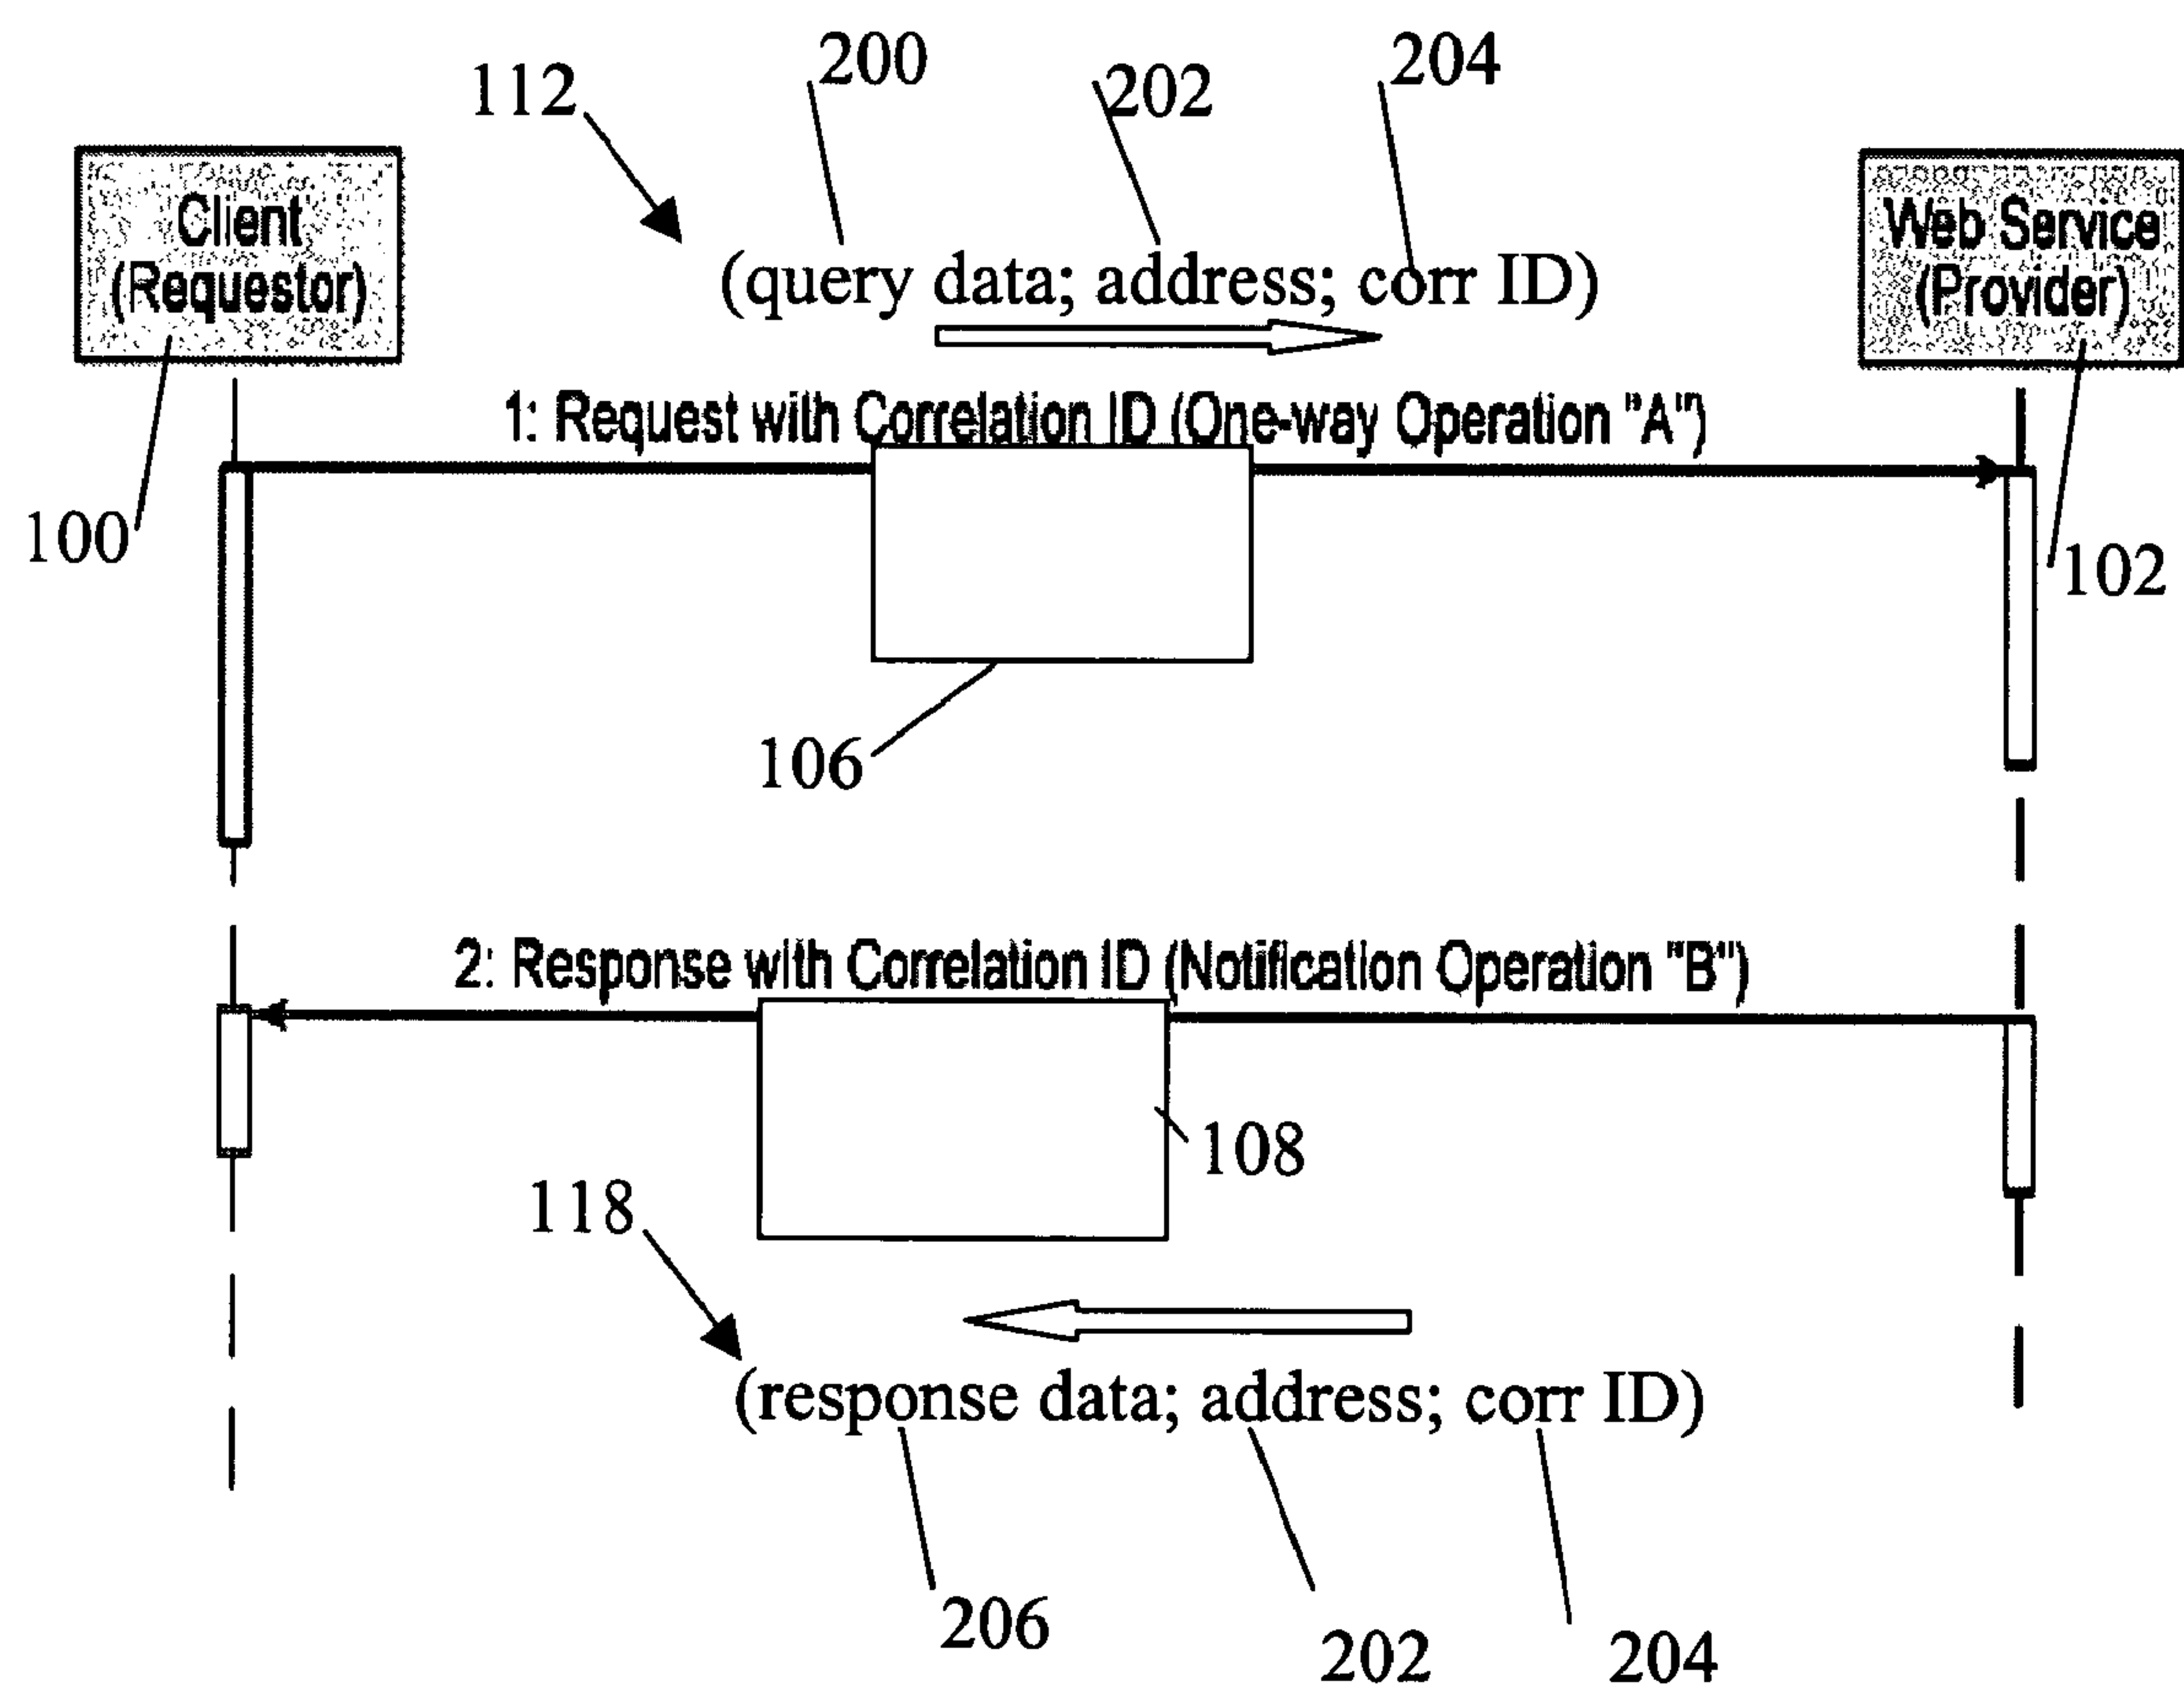 200
202
204
112
Client
(Requestor)
Web Service
(Provider)
(query data; address; corr ID)
1: Request with Correlation ID (One-way Operation "A")
100
102
106
2: Response with Correlation ID (Notification Operation "B")
108
118
(response data; address; corr ID)
206
202
204